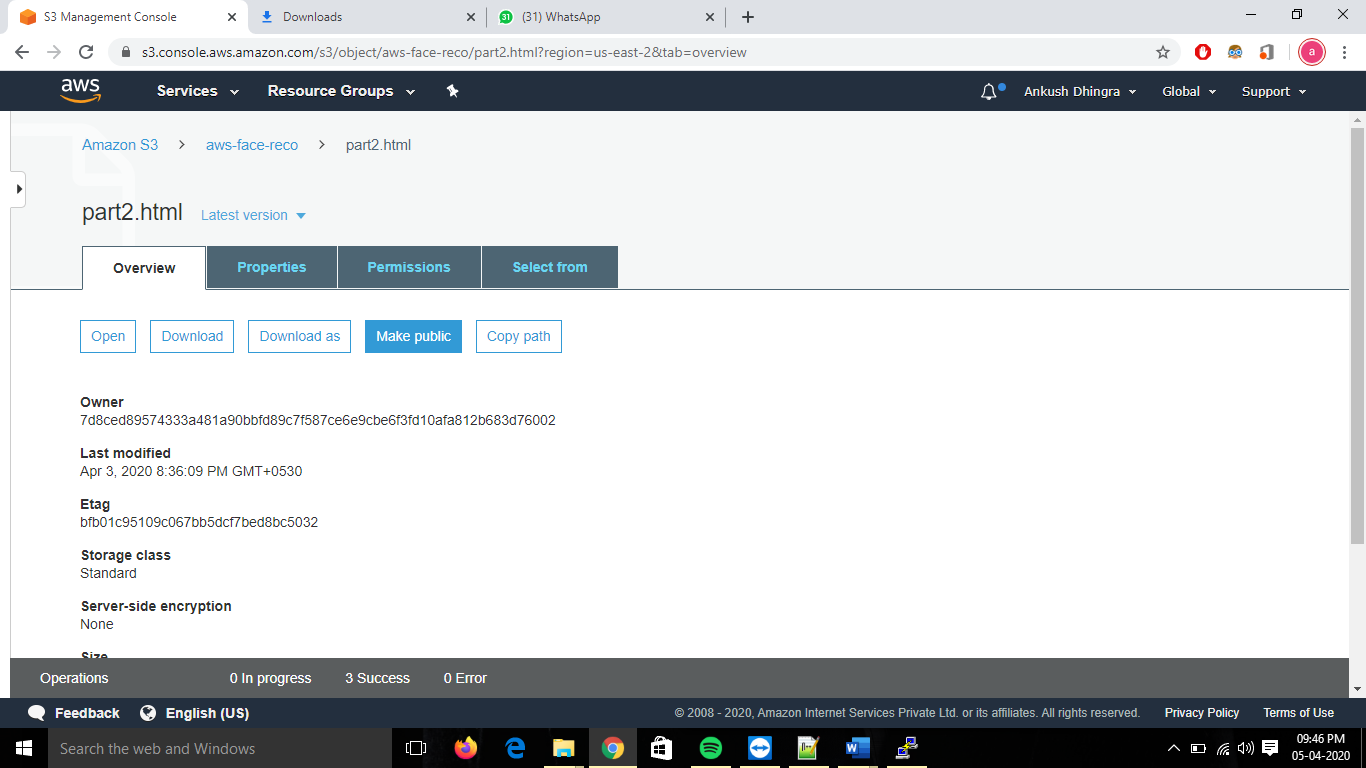 S3 Management Console
Downloads
31
(31) WhatsApp
s3.console.aws.amazon.com/s3/object/aws-face-reco/part2.html?region=us-east-2&tab=overview
a
aws
Services
Resource Groups
Ankush Dhingra
Global
Support
Amazon S3 > aws-face-reco > part2.html
part2.html
Latest version
Overview
Properties
Permissions
Select from
Open
Download
Download as
Make public
Copy path
Owner
7d8ced89574333a481a90bbfd89c7f587ce6e9cbe6f3fd10afa812b683d76002
Last modified
Apr 3, 2020 8:36:09 PM GMT+0530
Etag
bfb01c95109c067bb5dcf7bed8bc5032
Storage class
Standard
Server-side encryption
None
Size
Operations
0 In progress
3 Success
0 Error
Feedback
English (US)
© 2008 - 2020, Amazon Internet Services Private Ltd. or its affiliates. All rights reserved.
Privacy Policy
Terms of Use
Search the web and Windows
09:46 PM
05-04-2020